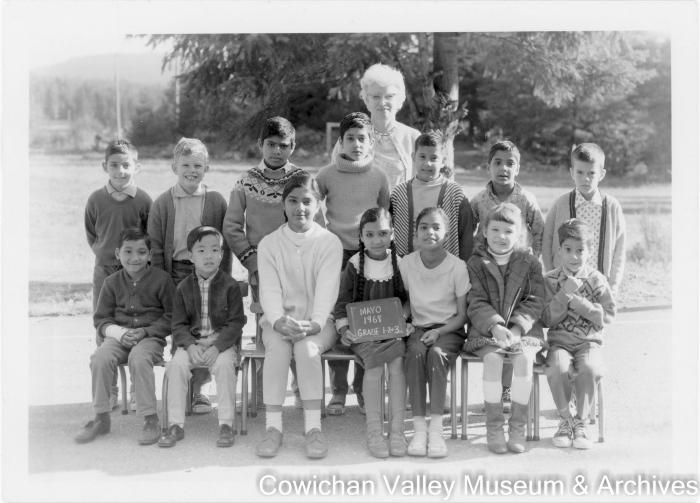 MAYO
1968
GRADE 1-2-3
Cowichan Valley Museum & Archives